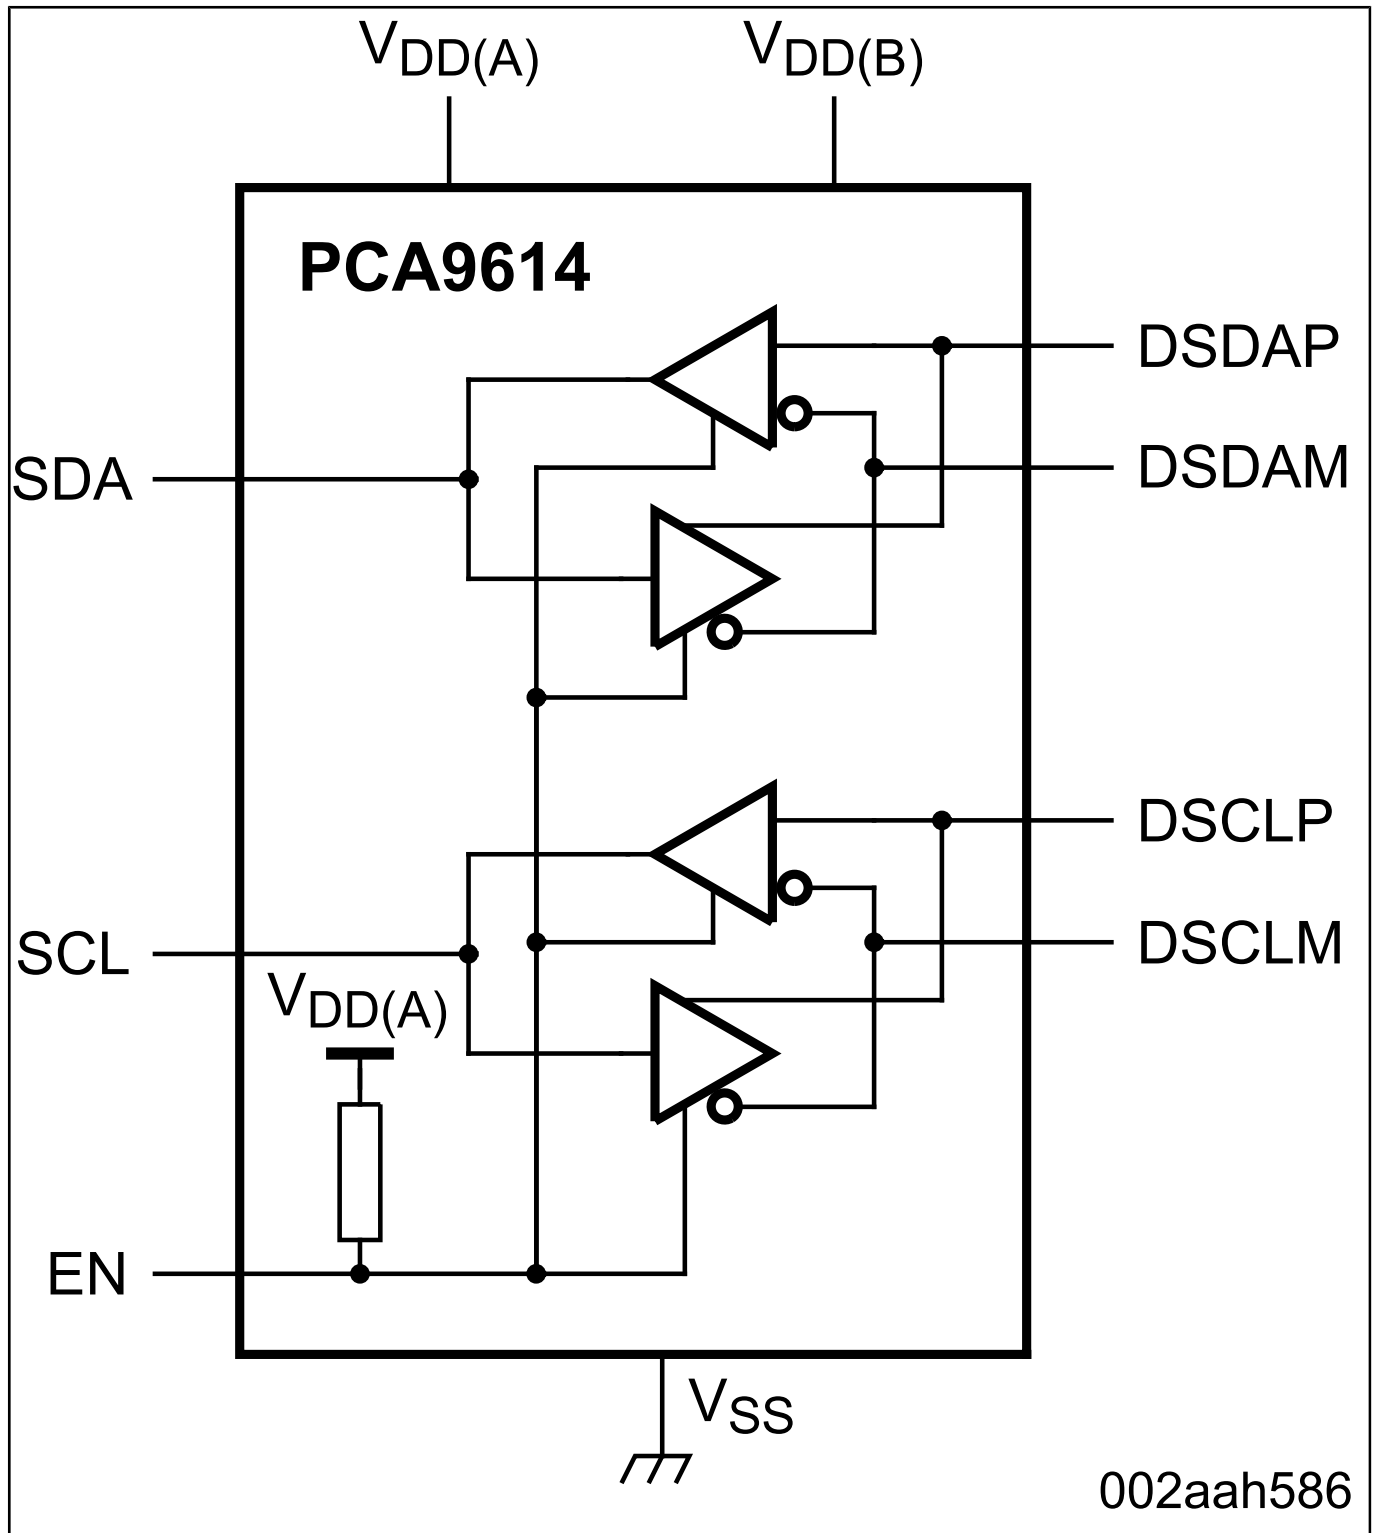 VDD(A) VDD(B)
PCA9614
DSDAP
DSDAM
SDA
DSCLP
DSCLM
SCL
VDD(A)
EN
VSS
002aah586